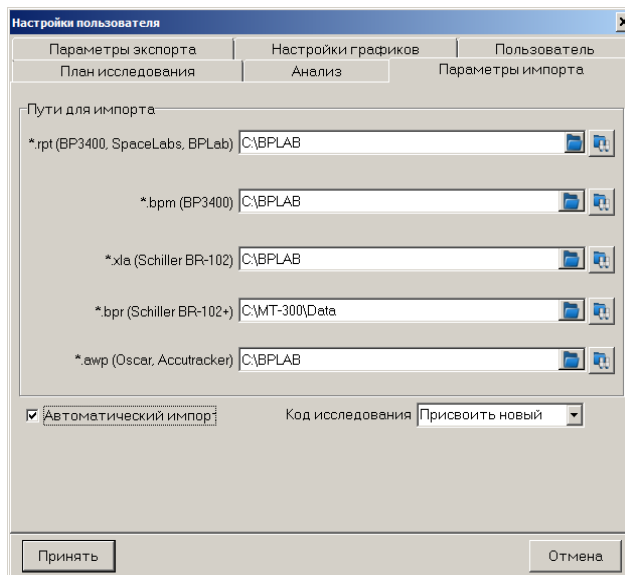 Настройки пользователя
Параметры экспорта Настройки графиков Пользователь
План исследования Анализ Параметры импорта
Пути для импорта
*.rpt (BP3400, SpaceLabs, BPLab) C:\BPLAB
*.bpm (BP3400) C:\BPLAB
*.xla (Schiller BR-102) C:\BPLAB
*.bpr (Schiller BR-102+) C:\MT-300\Data
*.awp (Oscar, Accutracker) C:\BPLAB
Автоматический импорт Код исследования Присвоить новый
Принять Отмена